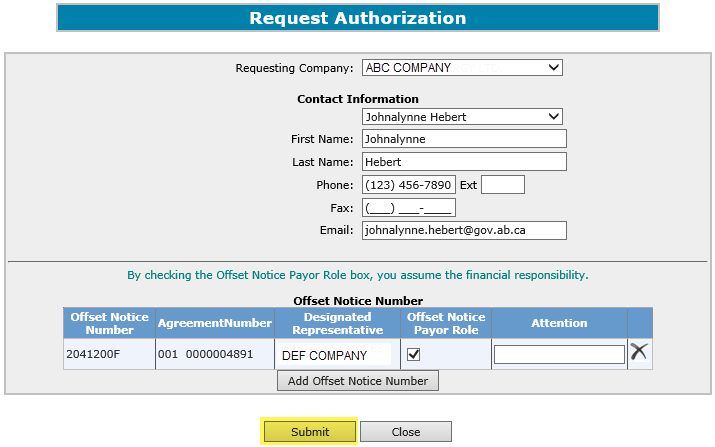 Request Authorization
Requesting Company: ABC COMPANY
Contact Information
Johnalynne Hebert
First Name: Johnalynne
Last Name: Hebert
Phone: (123) 456-7890 Ext
Fax: (___) ___-____
Email: johnalynne.hebert@gov.ab.ca
By checking the Offset Notice Payor Role box, you assume the financial responsibility.
Offset Notice Number
Offset Notice Number AgreementNumber Designated Representative Offset Notice Payor Role Attention
2041200F 001 0000004891 DEF COMPANY
Add Offset Notice Number
Submit Close